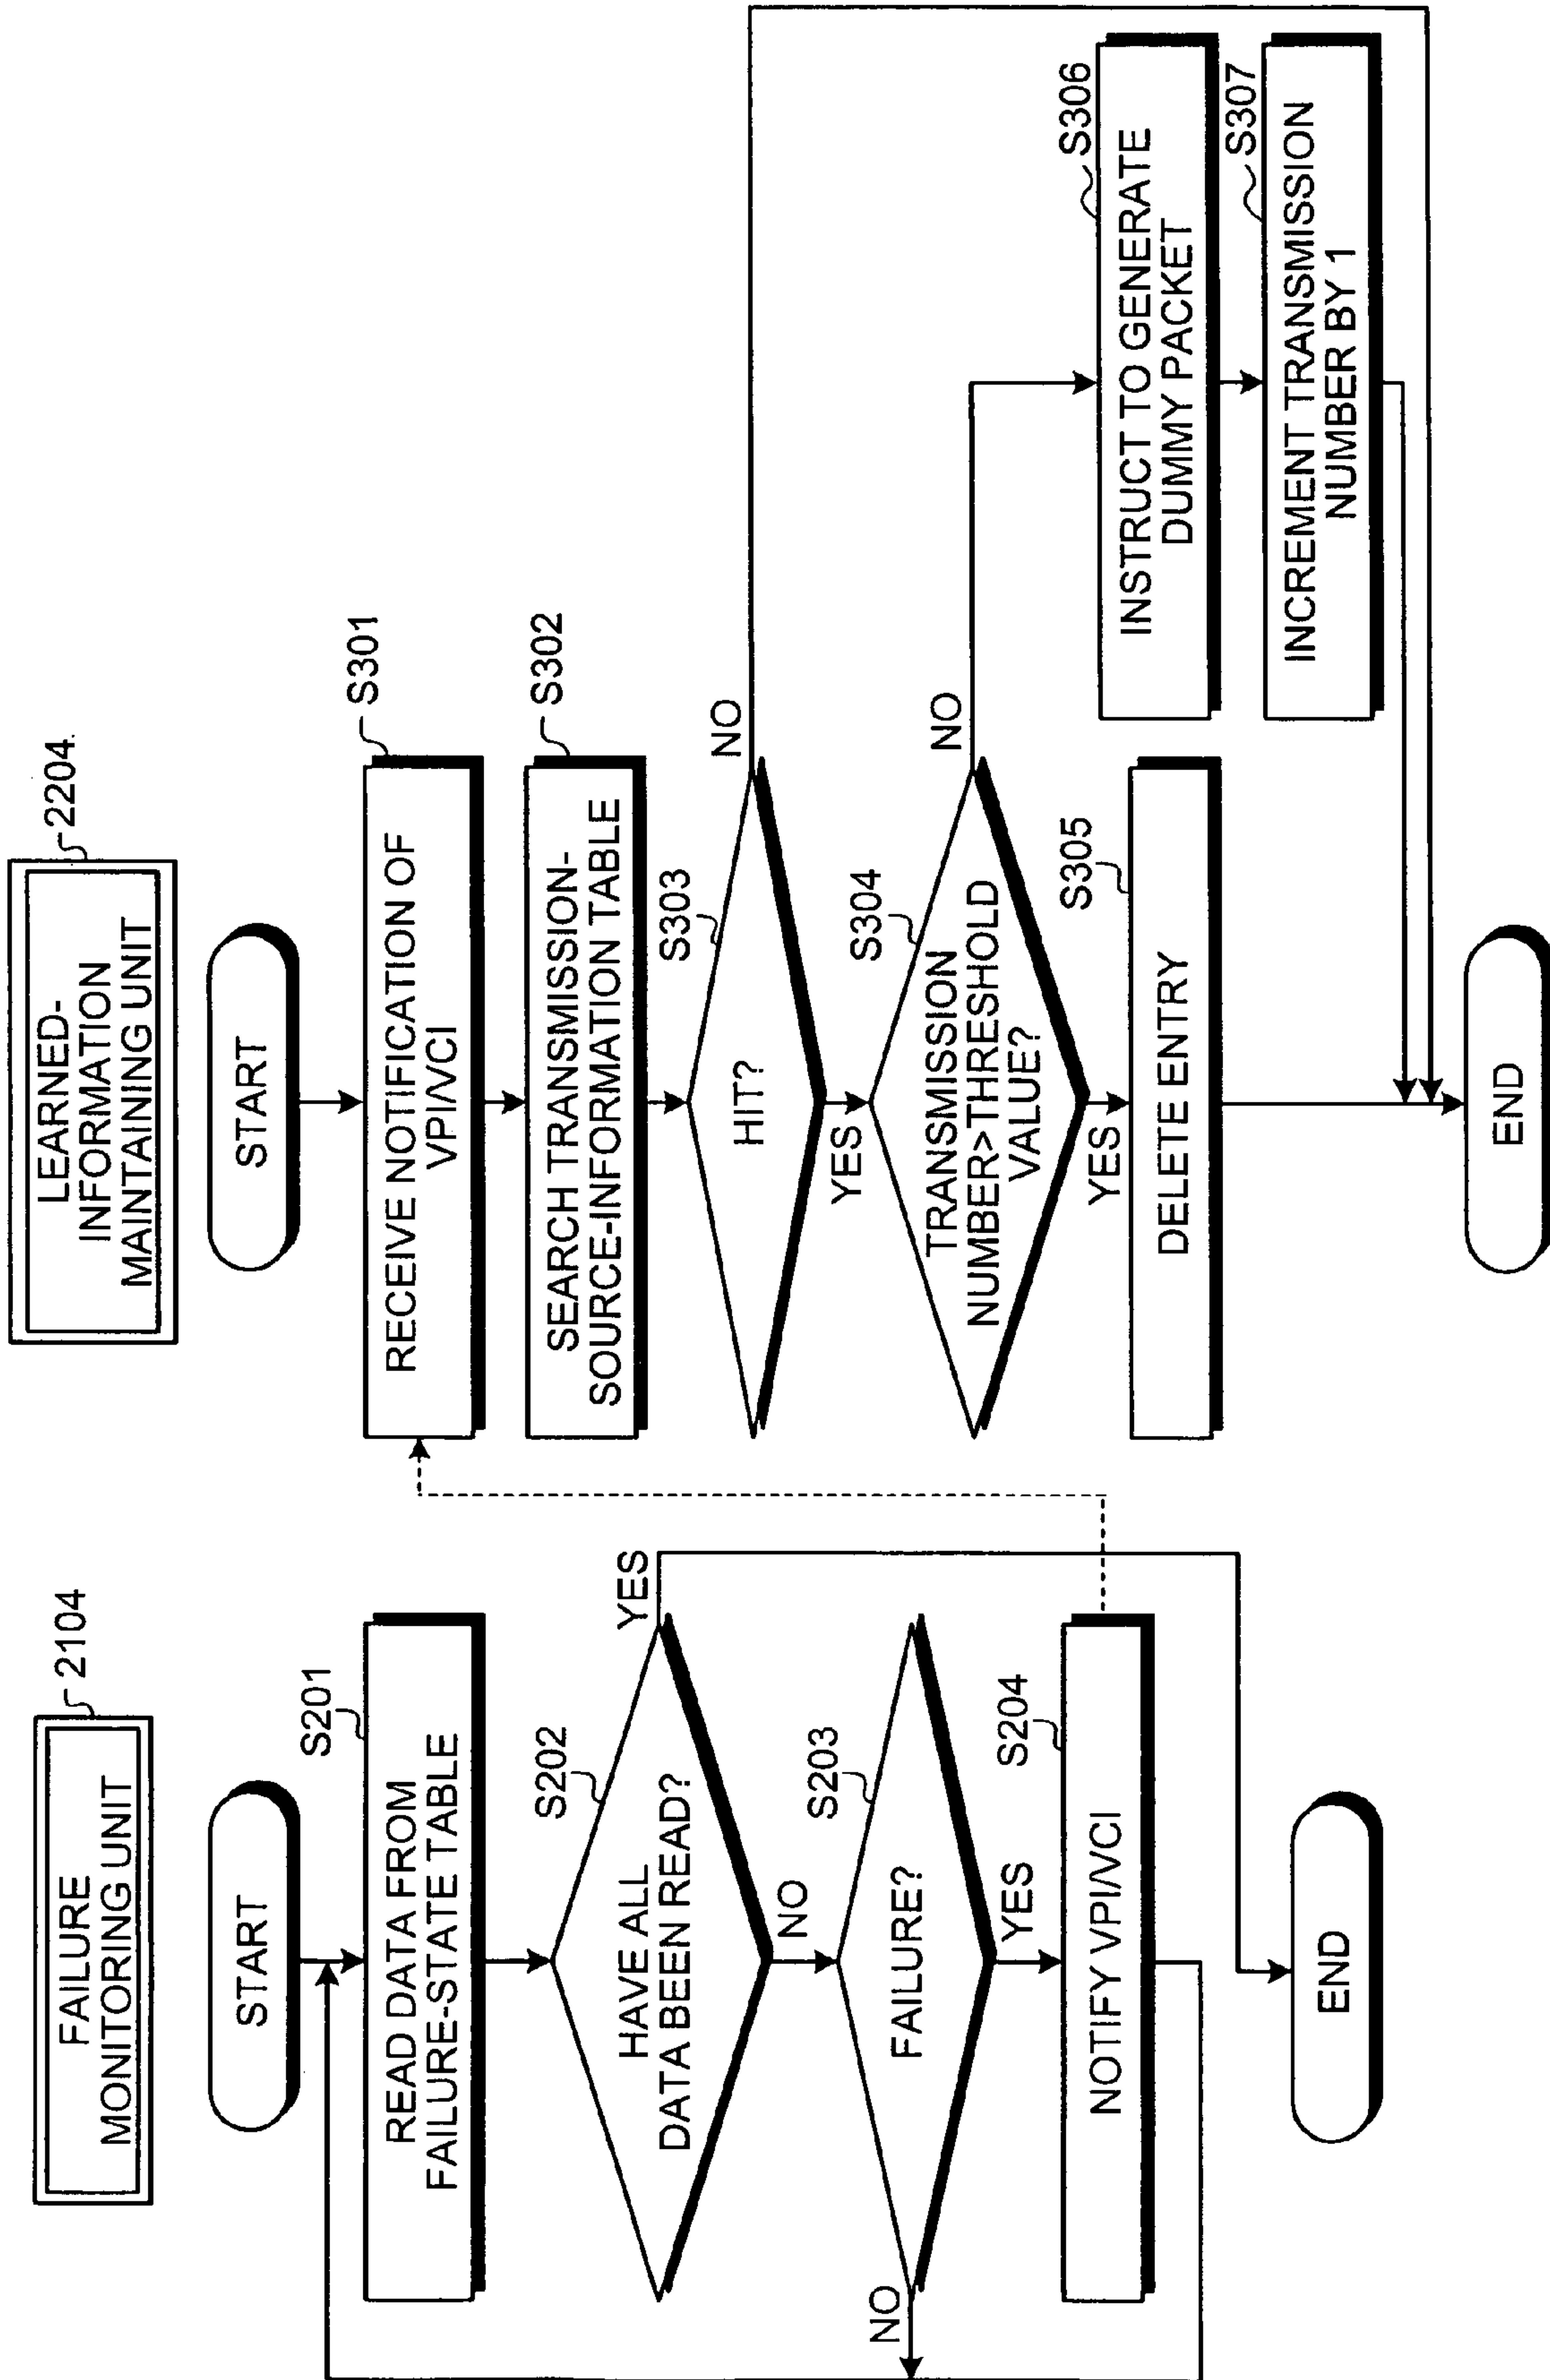 FAILURE
MONITORING UNIT
2104
START
S201
READ DATA FROM
FAILURE-STATE TABLE
S202
HAVE ALL
DATA BEEN READ?
YES
NO
S203
FAILURE?
NO
YES
S204
NOTIFY VPI/VCI
END
LEARNED-
INFORMATION
MAINTAINING UNIT
2204
START
S301
RECEIVE NOTIFICATION OF
VPI/VCI
S302
SEARCH TRANSMISSION-
SOURCE-INFORMATION TABLE
S303
HIT?
NO
YES
S304
TRANSMISSION
NUMBER>THRESHOLD
VALUE?
NO
YES
S305
DELETE ENTRY
S306
INSTRUCT TO GENERATE
DUMMY PACKET
S307
INCREMENT TRANSMISSION
NUMBER BY 1
END